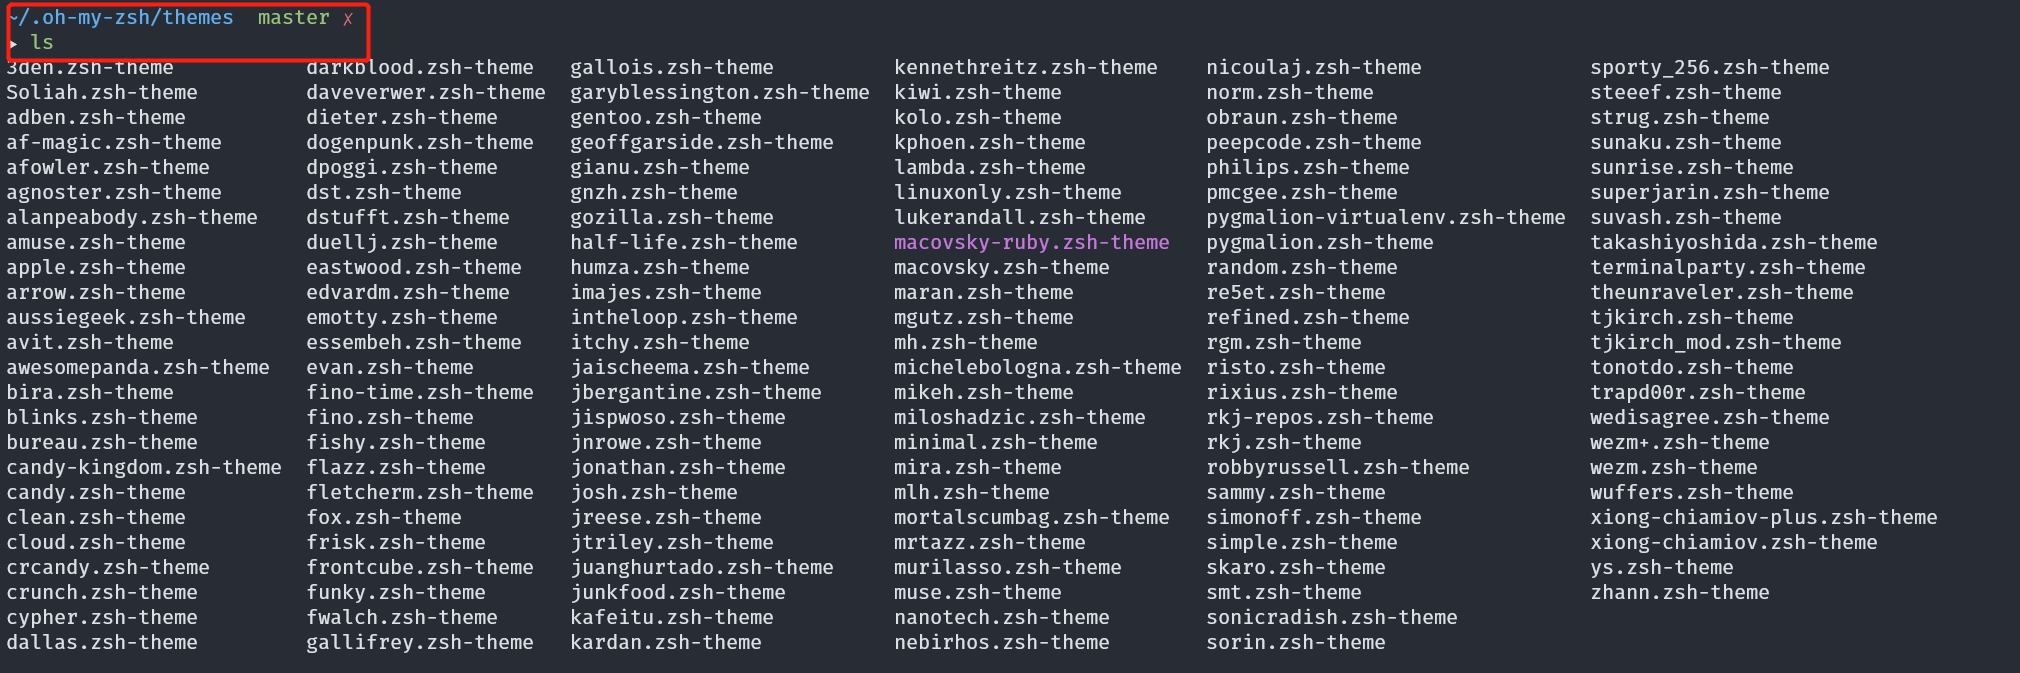 ~/.oh-my-zsh/themes master ✗
▸ ls
3den.zsh-theme darkblood.zsh-theme gallois.zsh-theme kennethreitz.zsh-theme nicoulaj.zsh-theme sporty_256.zsh-theme
Soliah.zsh-theme daveverwer.zsh-theme garyblessington.zsh-theme kiwi.zsh-theme norm.zsh-theme steeef.zsh-theme
adben.zsh-theme dieter.zsh-theme gentoo.zsh-theme kolo.zsh-theme obraun.zsh-theme strug.zsh-theme
af-magic.zsh-theme dogenpunk.zsh-theme geoffgarside.zsh-theme kphoen.zsh-theme peepcode.zsh-theme sunaku.zsh-theme
afowler.zsh-theme dpoggi.zsh-theme gianu.zsh-theme lambda.zsh-theme philips.zsh-theme sunrise.zsh-theme
agnoster.zsh-theme dst.zsh-theme gnzh.zsh-theme linuxonly.zsh-theme pmcgee.zsh-theme superjarin.zsh-theme
alanpeabody.zsh-theme dstufft.zsh-theme gozilla.zsh-theme lukerandall.zsh-theme pygmalion-virtualenv.zsh-theme suvash.zsh-theme
amuse.zsh-theme duellj.zsh-theme half-life.zsh-theme macovsky-ruby.zsh-theme pygmalion.zsh-theme takashiyoshida.zsh-theme
apple.zsh-theme eastwood.zsh-theme humza.zsh-theme macovsky.zsh-theme random.zsh-theme terminalparty.zsh-theme
arrow.zsh-theme edvardm.zsh-theme imajes.zsh-theme maran.zsh-theme re5et.zsh-theme theunraveler.zsh-theme
aussiegeek.zsh-theme emotty.zsh-theme intheloop.zsh-theme mgutz.zsh-theme refined.zsh-theme tjkirch.zsh-theme
avit.zsh-theme essembeh.zsh-theme itchy.zsh-theme mh.zsh-theme rgm.zsh-theme tjkirch_mod.zsh-theme
awesomepanda.zsh-theme evan.zsh-theme jaischeema.zsh-theme michelebologna.zsh-theme risto.zsh-theme tonotdo.zsh-theme
bira.zsh-theme fino-time.zsh-theme jbergantine.zsh-theme mikeh.zsh-theme rixius.zsh-theme trapd00r.zsh-theme
blinks.zsh-theme fino.zsh-theme jispwoso.zsh-theme miloshadzic.zsh-theme rkj-repos.zsh-theme wedisagree.zsh-theme
bureau.zsh-theme fishy.zsh-theme jnrowe.zsh-theme minimal.zsh-theme rkj.zsh-theme wezm+.zsh-theme
candy-kingdom.zsh-theme flazz.zsh-theme jonathan.zsh-theme mira.zsh-theme robbyrussell.zsh-theme wezm.zsh-theme
candy.zsh-theme fletcherm.zsh-theme josh.zsh-theme mlh.zsh-theme sammy.zsh-theme wuffers.zsh-theme
clean.zsh-theme fox.zsh-theme jreese.zsh-theme mortalscumbag.zsh-theme simonoff.zsh-theme xiong-chiamiov-plus.zsh-theme
cloud.zsh-theme frisk.zsh-theme jtriley.zsh-theme mrtazz.zsh-theme simple.zsh-theme xiong-chiamiov.zsh-theme
crcandy.zsh-theme frontcube.zsh-theme juanghurtado.zsh-theme murilasso.zsh-theme skaro.zsh-theme ys.zsh-theme
crunch.zsh-theme funky.zsh-theme junkfood.zsh-theme muse.zsh-theme smt.zsh-theme zhann.zsh-theme
cypher.zsh-theme fwalch.zsh-theme kafeitu.zsh-theme nanotech.zsh-theme sonicradish.zsh-theme
dallas.zsh-theme gallifrey.zsh-theme kardan.zsh-theme nebirhos.zsh-theme sorin.zsh-theme